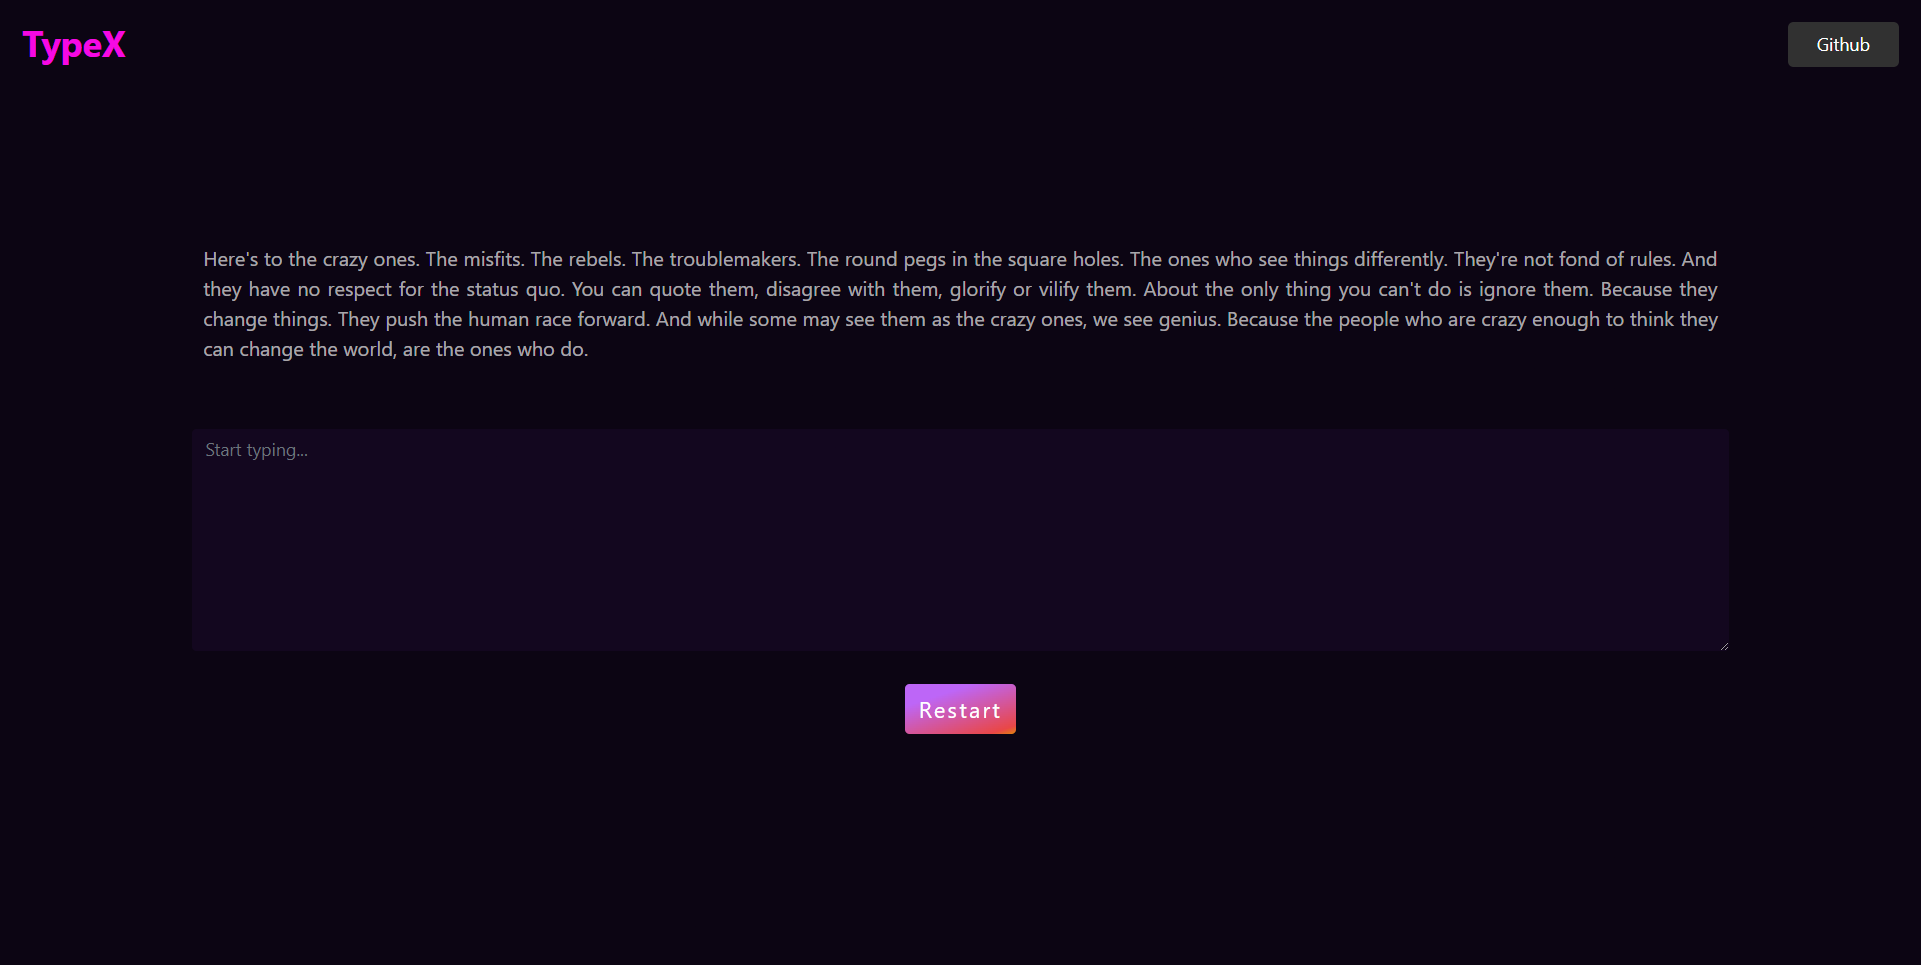 TypeX
Github
Here's to the crazy ones. The misfits. The rebels. The troublemakers. The round pegs in the square holes. The ones who see things differently. They're not fond of rules. And
they have no respect for the status quo. You can quote them, disagree with them, glorify or vilify them. About the only thing you can't do is ignore them. Because they
change things. They push the human race forward. And while some may see them as the crazy ones, we see genius. Because the people who are crazy enough to think they
can change the world, are the ones who do.
Start typing...
Restart